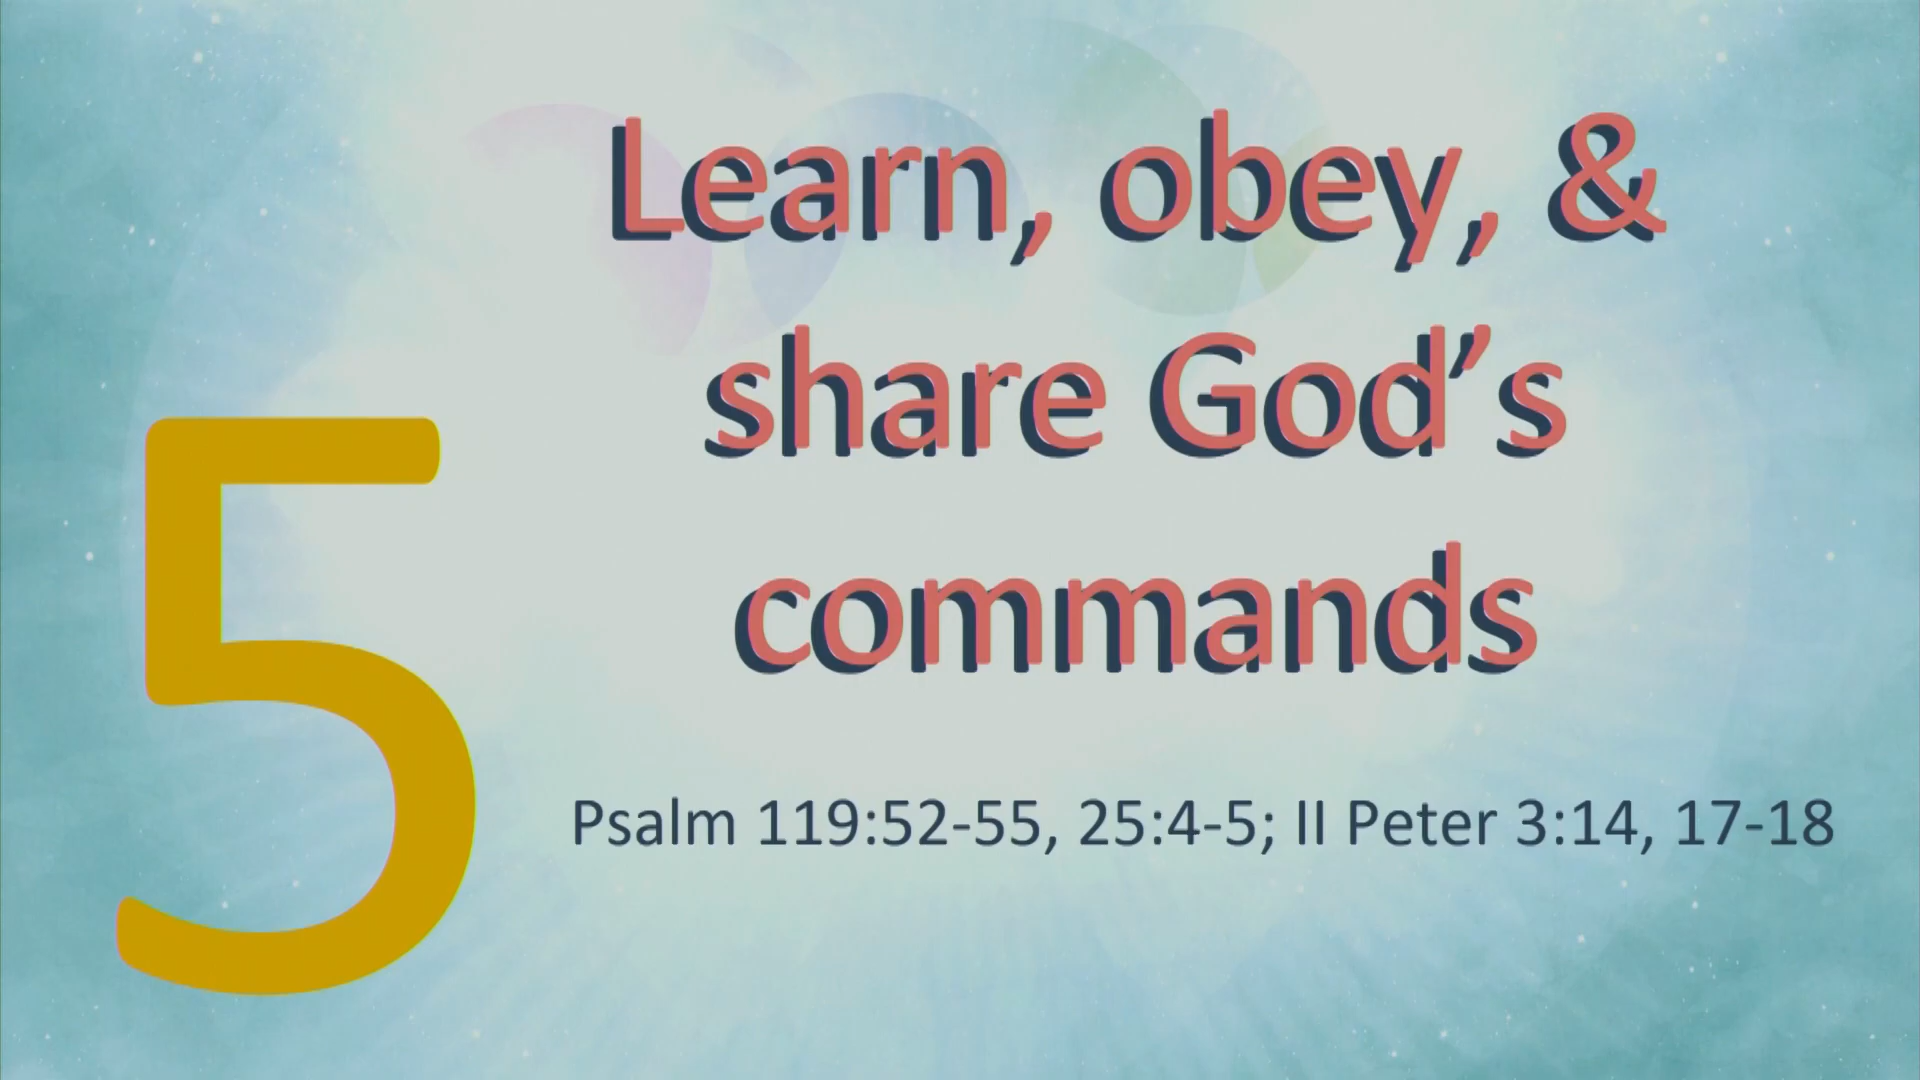 5
Learn, obey, &
share God’s
commands
Psalm 119:52-55, 25:4-5; II Peter 3:14, 17-18